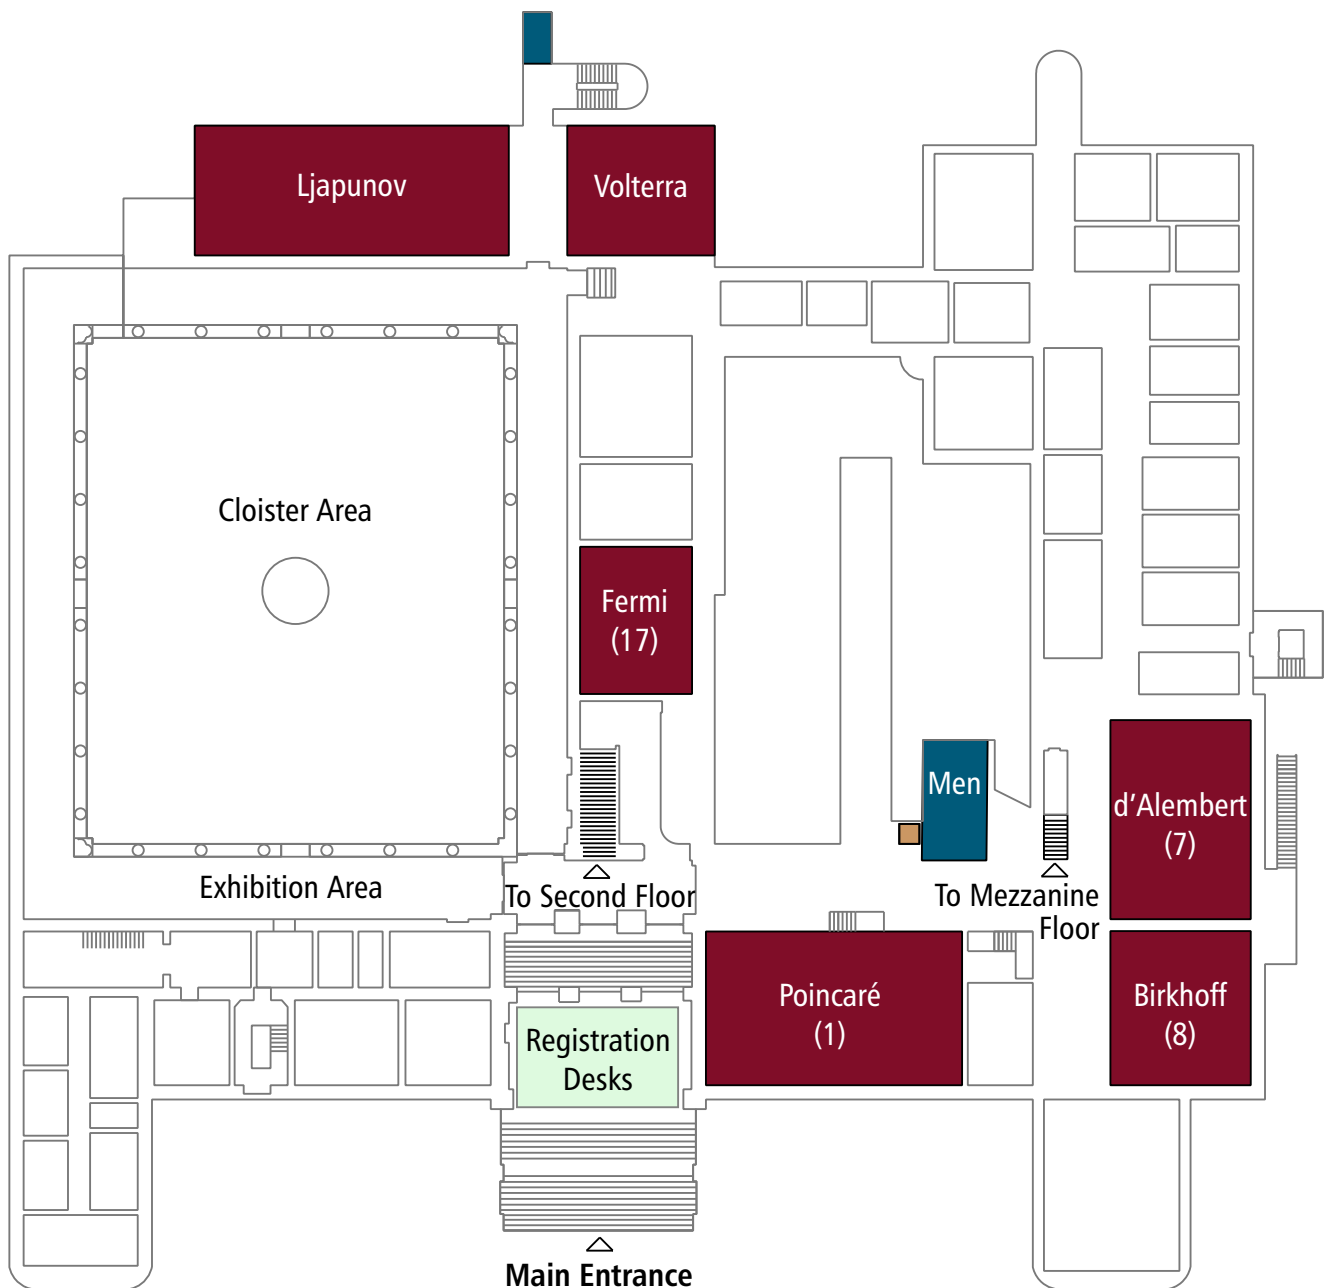 Ljapunov
Volterra
Cloister Area
Fermi
(17)
Men
d’Alembert
(7)
Exhibition Area
To Second Floor
To Mezzanine
Floor
Poincaré
(1)
Birkhoff
(8)
Registration
Desks
Main Entrance